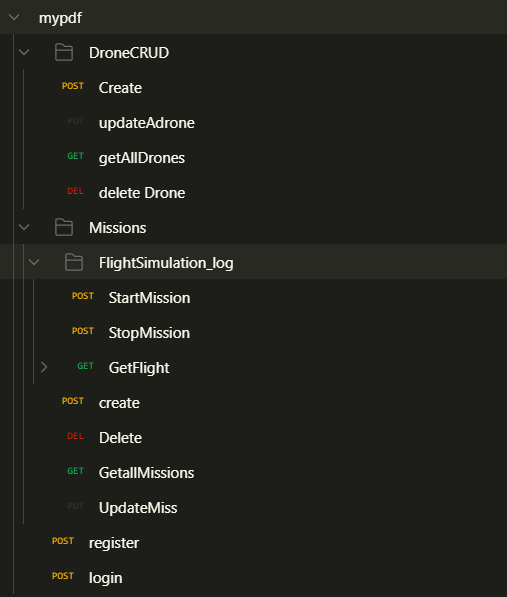 mypdf
DroneCRUD
POST Create
PUT updateAdrone
GET getAllDrones
DEL delete Drone
Missions
FlightSimulation_log
POST StartMission
POST StopMission
GET GetFlight
POST create
DEL Delete
GET GetallMissions
PUT UpdateMiss
POST register
POST login